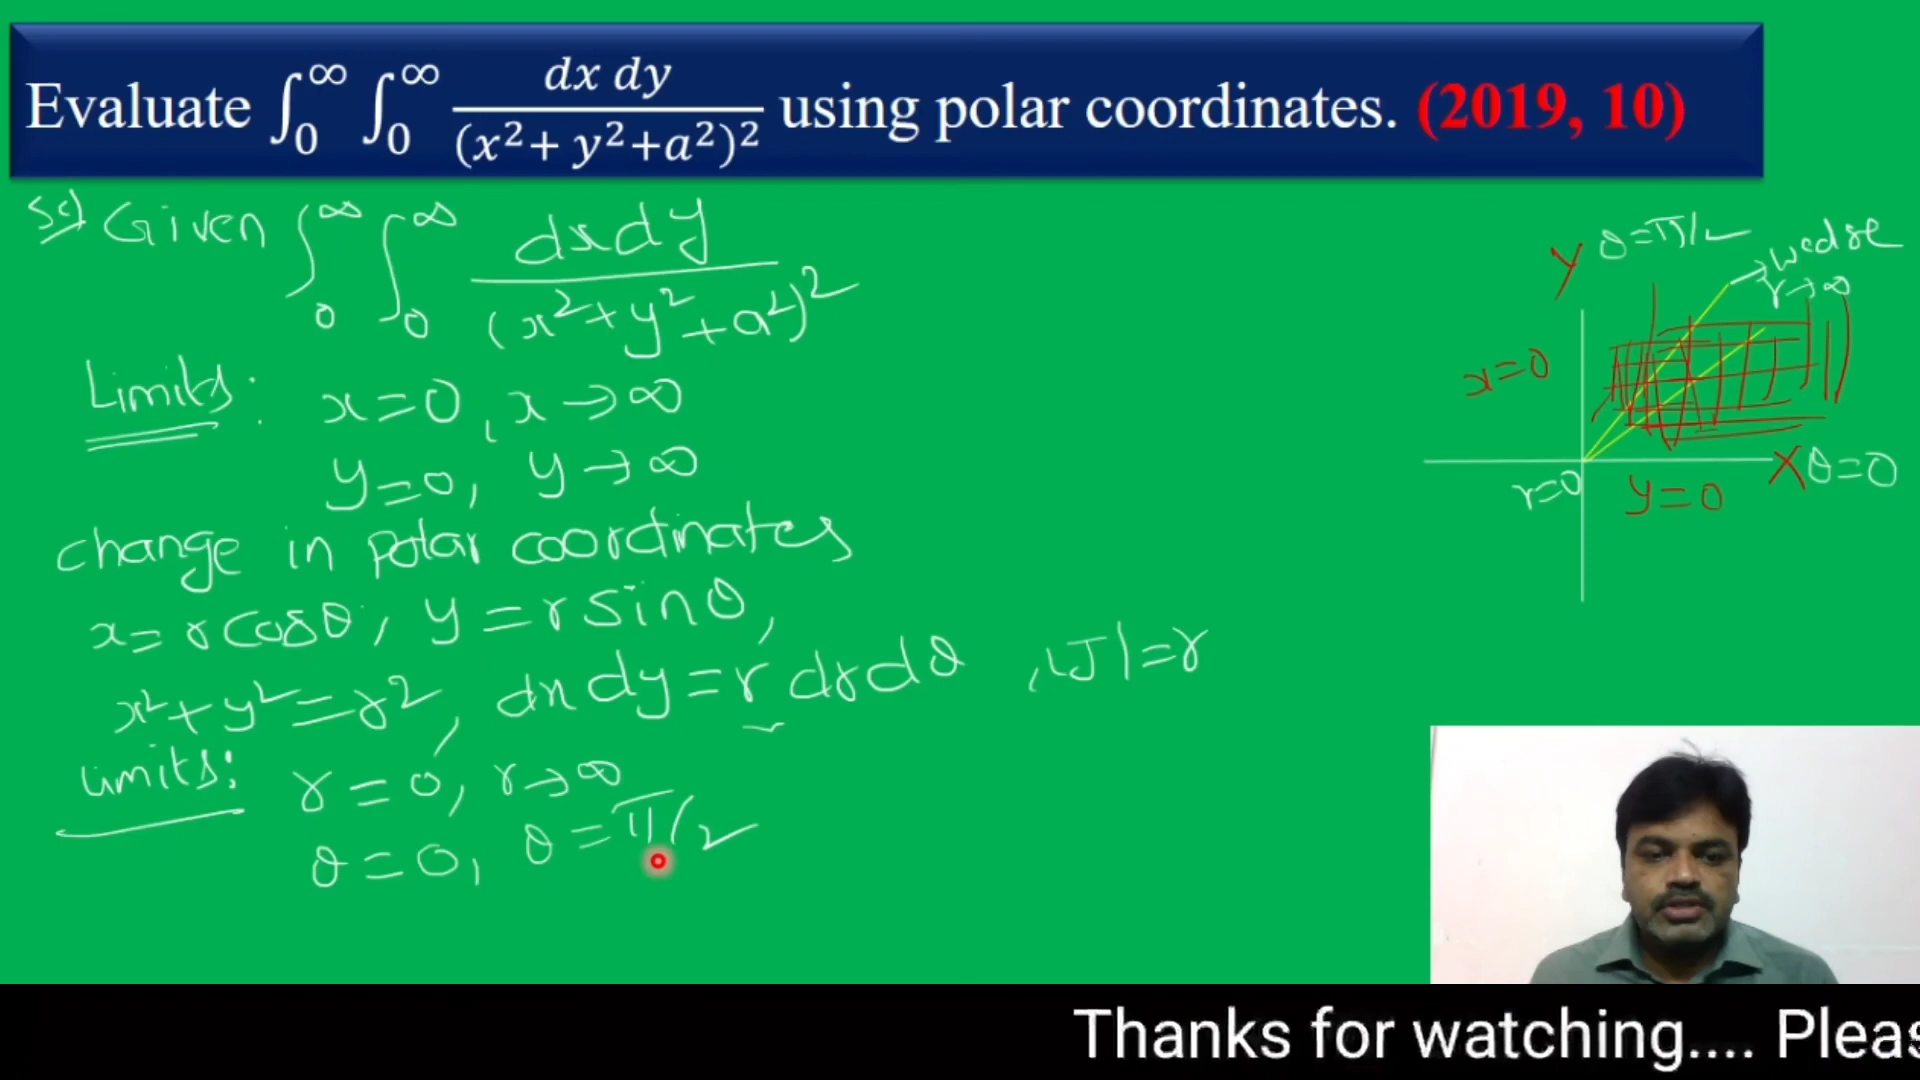 Evaluate ∫₀^∞ ∫₀^∞ dx dy / (x² + y² + a²)² using polar coordinates. (2019, 10)
Sol Given ∫₀^∞ ∫₀^∞ dxdy / (x² + y² + a²)²
Limits: x=0, x→∞
y=0, y→∞
change in polar coordinates
x=rcosθ, y=rsinθ,
x²+y²=r², dxdy=r drdθ, |J|=r
limits: r=0, r→∞
θ=0, θ=π/2
Y θ=π/2
wedge
r→∞
x=0
r=0 y=0 X θ=0
Thanks for watching.... Pleas